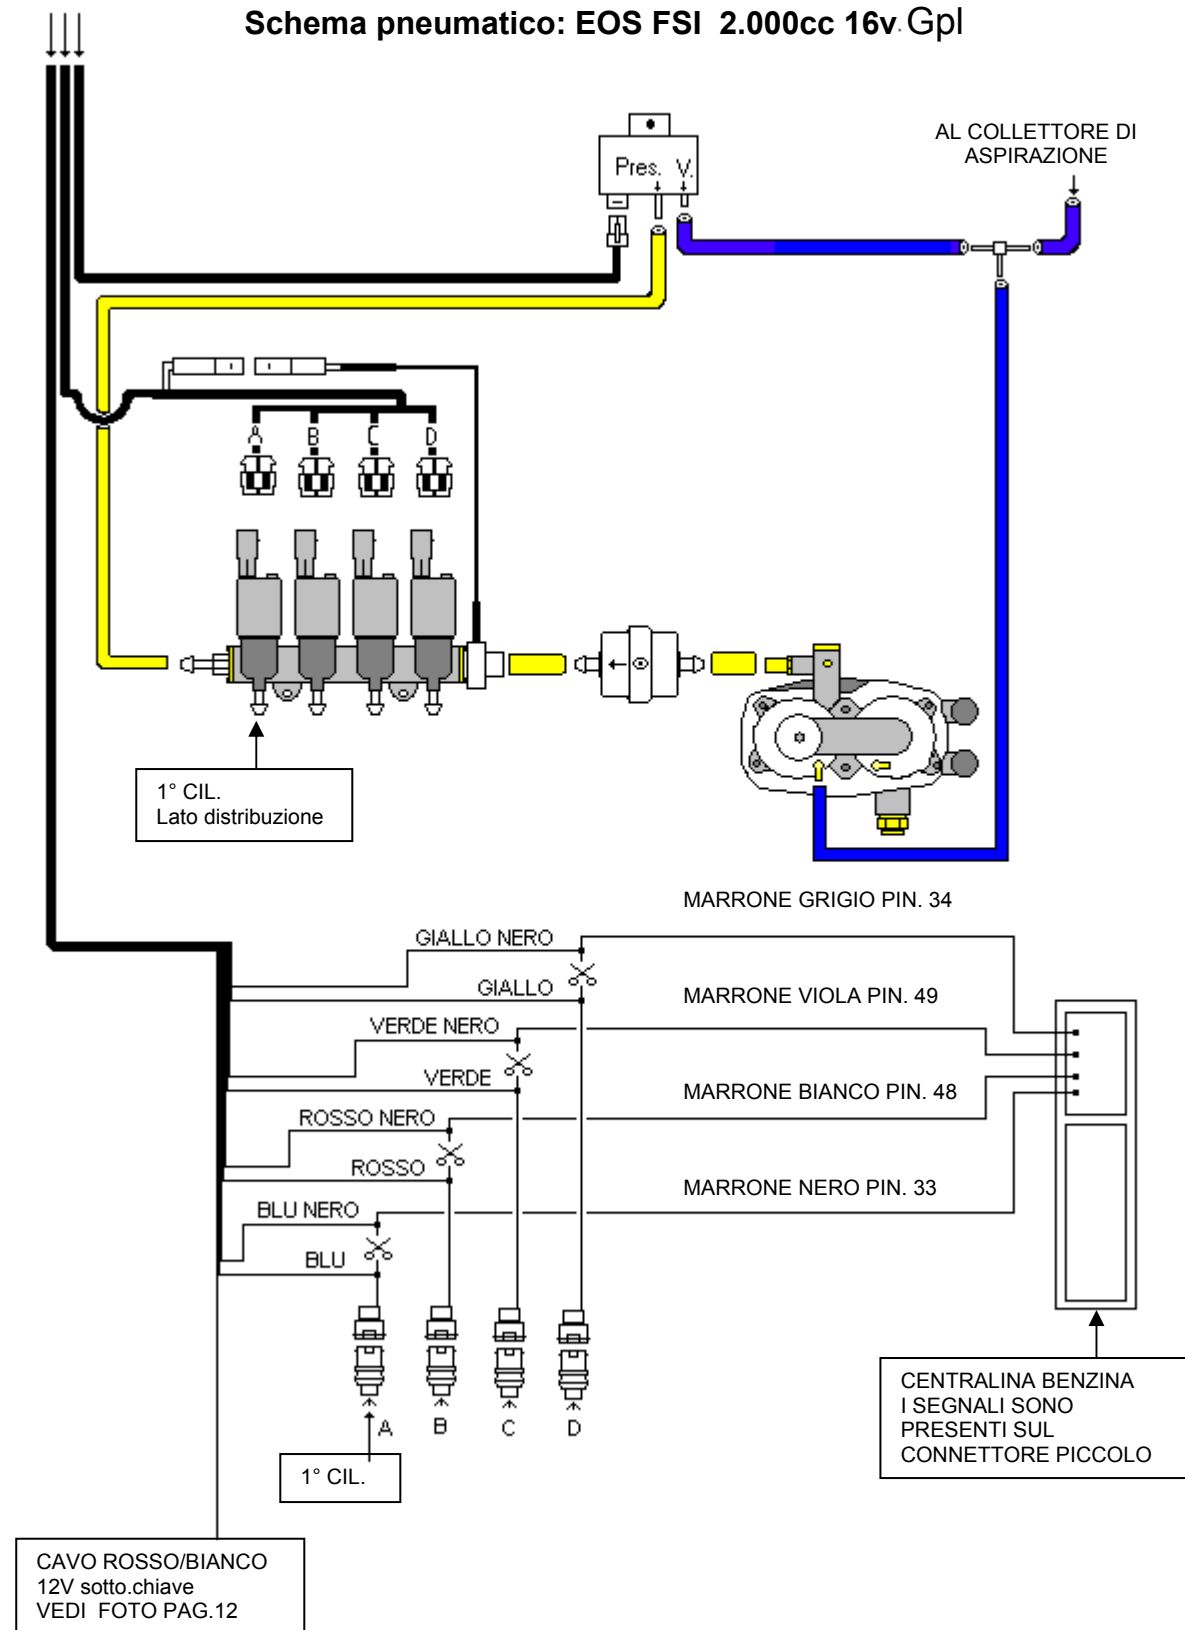 Schema pneumatico: EOS FSI 2.000cc 16v. Gpl
AL COLLETTORE DI
ASPIRAZIONE
Pres. V.
A B C D
1° CIL.
Lato distribuzione
MARRONE GRIGIO PIN. 34
GIALLO NERO
GIALLO
MARRONE VIOLA PIN. 49
VERDE NERO
VERDE
MARRONE BIANCO PIN. 48
ROSSO NERO
ROSSO
MARRONE NERO PIN. 33
BLU NERO
BLU
A B C D
1° CIL.
CENTRALINA BENZINA
I SEGNALI SONO
PRESENTI SUL
CONNETTORE PICCOLO
CAVO ROSSO/BIANCO
12V sotto.chiave
VEDI FOTO PAG.12